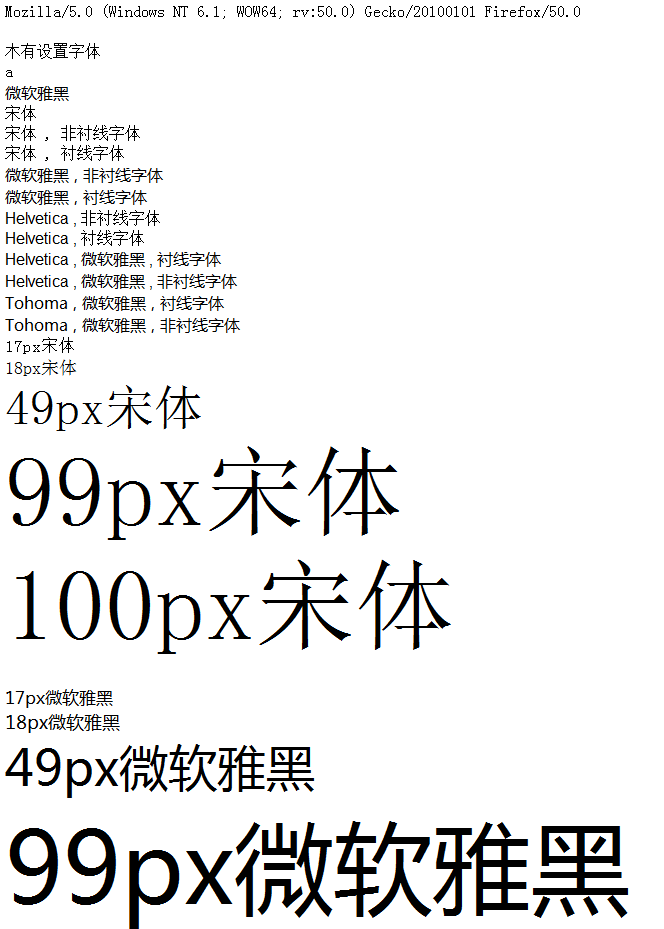 Mozilla/5.0 (Windows NT 6.1; WOW64; rv:50.0) Gecko/20100101 Firefox/50.0
木有设置字体
a
微软雅黑
宋体
宋体 , 非衬线字体
宋体 , 衬线字体
微软雅黑 , 非衬线字体
微软雅黑 , 衬线字体
Helvetica , 非衬线字体
Helvetica , 衬线字体
Helvetica , 微软雅黑 , 衬线字体
Helvetica , 微软雅黑 , 非衬线字体
Tohoma , 微软雅黑 , 衬线字体
Tohoma , 微软雅黑 , 非衬线字体
17px宋体
18px宋体
49px宋体
99px宋体
100px宋体
17px微软雅黑
18px微软雅黑
49px微软雅黑
99px微软雅黑